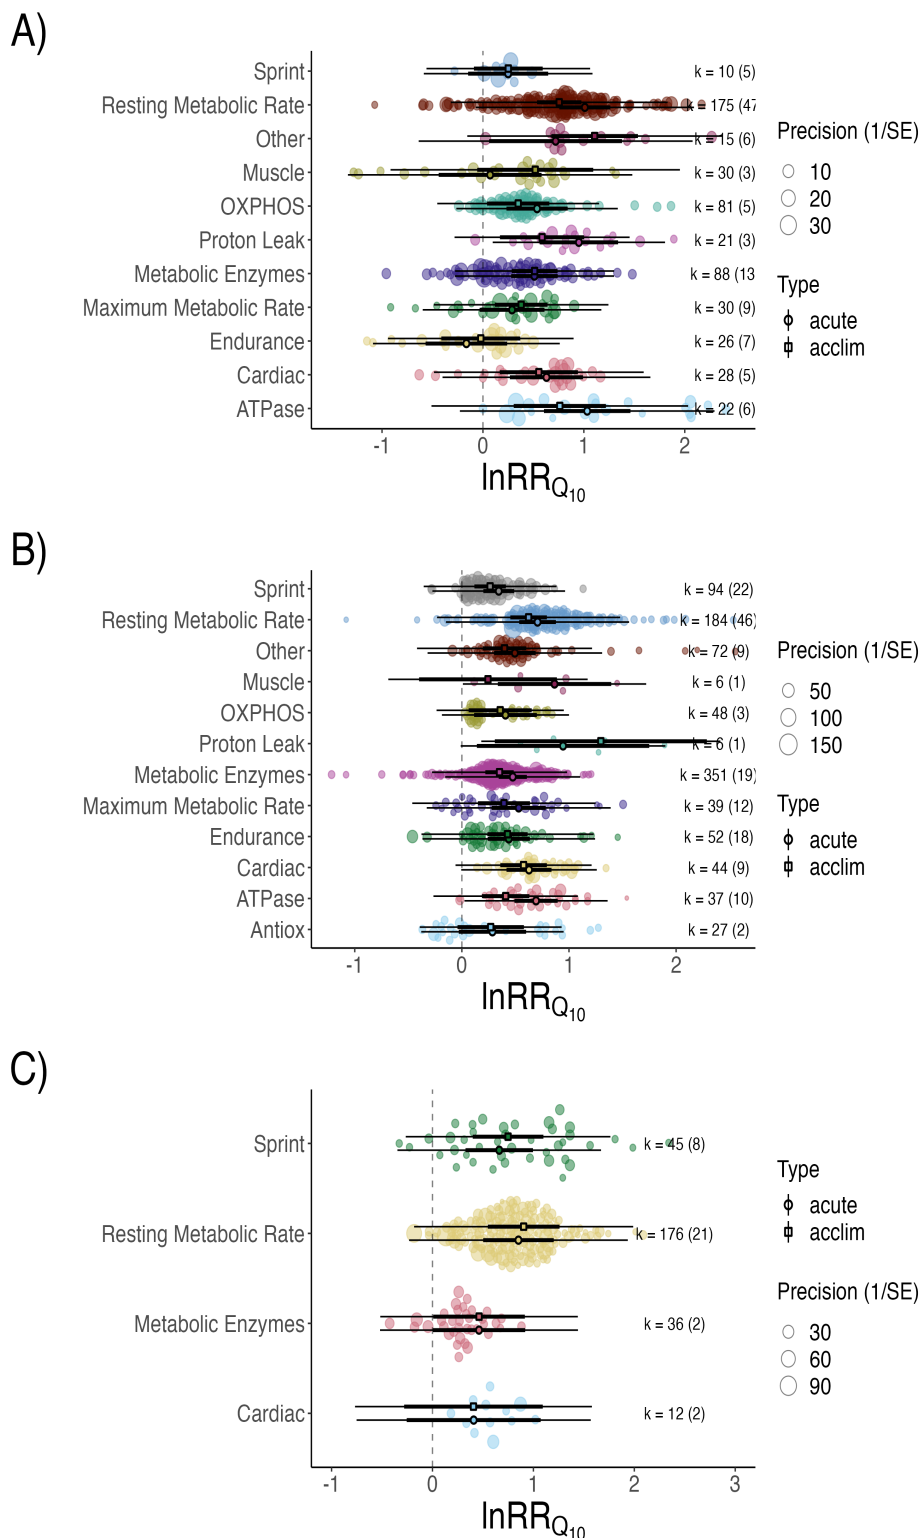 A)
Sprint
k = 10 (5)
Resting Metabolic Rate
k = 175 (47
Other
k = 15 (6)
Muscle
k = 30 (3)
OXPHOS
k = 81 (5)
Proton Leak
k = 21 (3)
Metabolic Enzymes
k = 88 (13
Maximum Metabolic Rate
k = 30 (9)
Endurance
k = 26 (7)
Cardiac
k = 28 (5)
ATPase
k = 22 (6)
-1 0 1 2
lnRR Q10
Precision (1/SE)
10
20
30
Type
acute
acclim
B)
Sprint
k = 94 (22)
Resting Metabolic Rate
k = 184 (46)
Other
k = 72 (9)
Muscle
k = 6 (1)
OXPHOS
k = 48 (3)
Proton Leak
k = 6 (1)
Metabolic Enzymes
k = 351 (19)
Maximum Metabolic Rate
k = 39 (12)
Endurance
k = 52 (18)
Cardiac
k = 44 (9)
ATPase
k = 37 (10)
Antiox
k = 27 (2)
-1 0 1 2
lnRR Q10
Precision (1/SE)
50
100
150
Type
acute
acclim
C)
Sprint
k = 45 (8)
Resting Metabolic Rate
k = 176 (21)
Metabolic Enzymes
k = 36 (2)
Cardiac
k = 12 (2)
-1 0 1 2 3
lnRR Q10
Type
acute
acclim
Precision (1/SE)
30
60
90